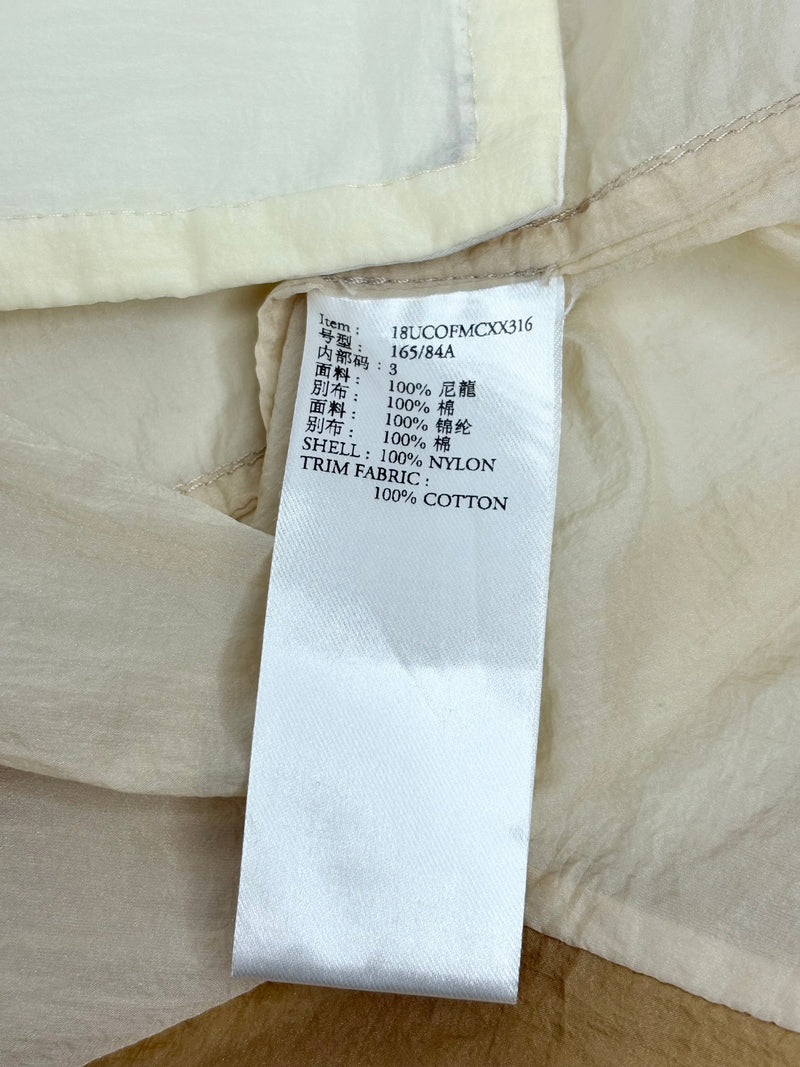 Item : 18UCOFMCXX316
号型 : 165/84A
内部码 : 3
面料 : 100% 尼龍
別布 : 100% 棉
面料 : 100% 锦纶
别布 : 100% 棉
SHELL : 100% NYLON
TRIM FABRIC :
100% COTTON